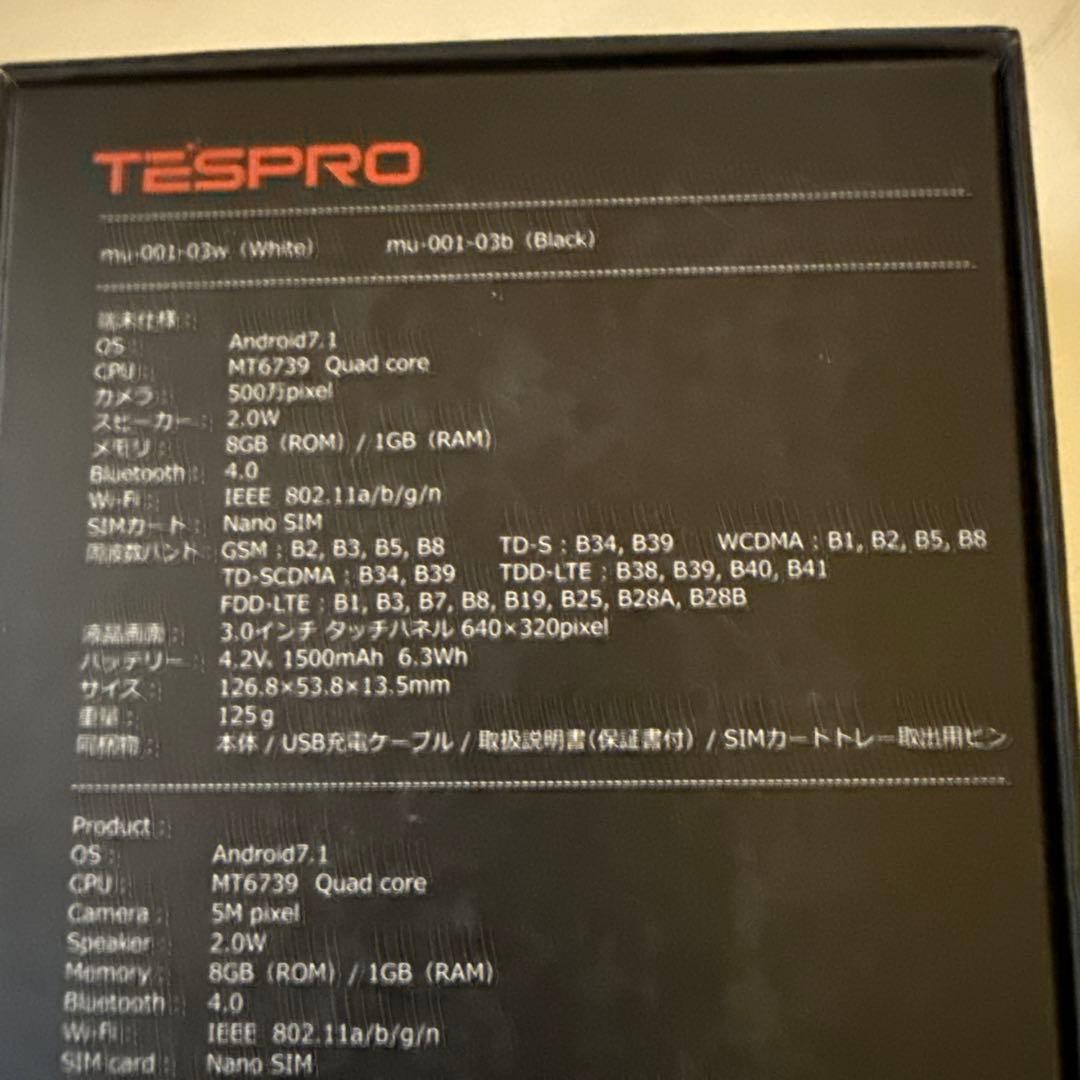 TESPRO
mu-001-03w (White) mu-001-03b (Black)
端末仕様:
OS: Android7.1
CPU: MT6739 Quad core
カメラ: 500万pixel
スピーカー: 2.0W
メモリ: 8GB (ROM) / 1GB (RAM)
Bluetooth: 4.0
Wi-Fi: IEEE 802.11a/b/g/n
SIMカード: Nano SIM
周波数バンド: GSM : B2, B3, B5, B8 TD-S : B34, B39 WCDMA : B1, B2, B5, B8
TD-SCDMA : B34, B39 TDD-LTE : B38, B39, B40, B41
FDD-LTE : B1, B3, B7, B8, B19, B25, B28A, B28B
液晶画面: 3.0インチ タッチパネル 640×320pixel
バッテリー: 4.2V, 1500mAh 6.3Wh
サイズ: 126.8×53.8×13.5mm
重量: 125g
同梱物: 本体 / USB充電ケーブル / 取扱説明書(保証書付) / SIMカードトレー取出用ピン
Product:
OS: Android7.1
CPU: MT6739 Quad core
Camera: 5M pixel
Speaker: 2.0W
Memory: 8GB (ROM) / 1GB (RAM)
Bluetooth: 4.0
Wi-Fi: IEEE 802.11a/b/g/n
SIM card: Nano SIM